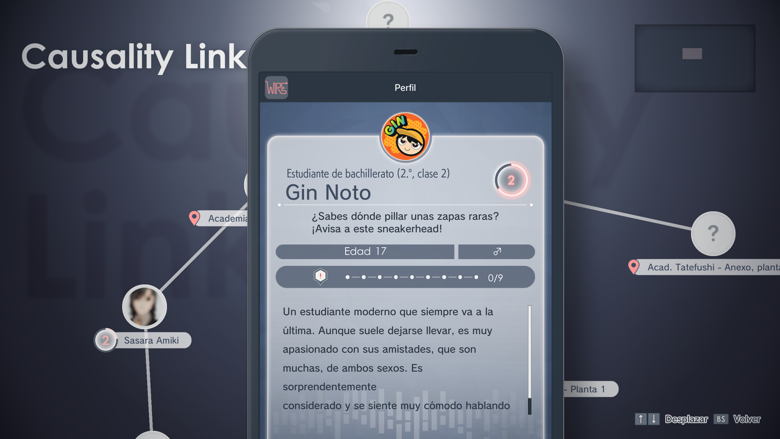 ?
Causality Link
WIRE
Perfil
GIN
Estudiante de bachillerato (2.°, clase 2)
Gin Noto
2
¿Sabes dónde pillar unas zapas raras?
¡Avisa a este sneakerhead!
Edad 17
♂
0/9
Un estudiante moderno que siempre va a la
última. Aunque suele dejarse llevar, es muy
apasionado con sus amistades, que son
muchas, de ambos sexos. Es
sorprendentemente
considerado y se siente muy cómodo hablando
Academia
?
Acad. Tatefushi - Anexo, planta
2
Sasara Amiki
- Planta 1
↑ ↓ Desplazar BS Volver